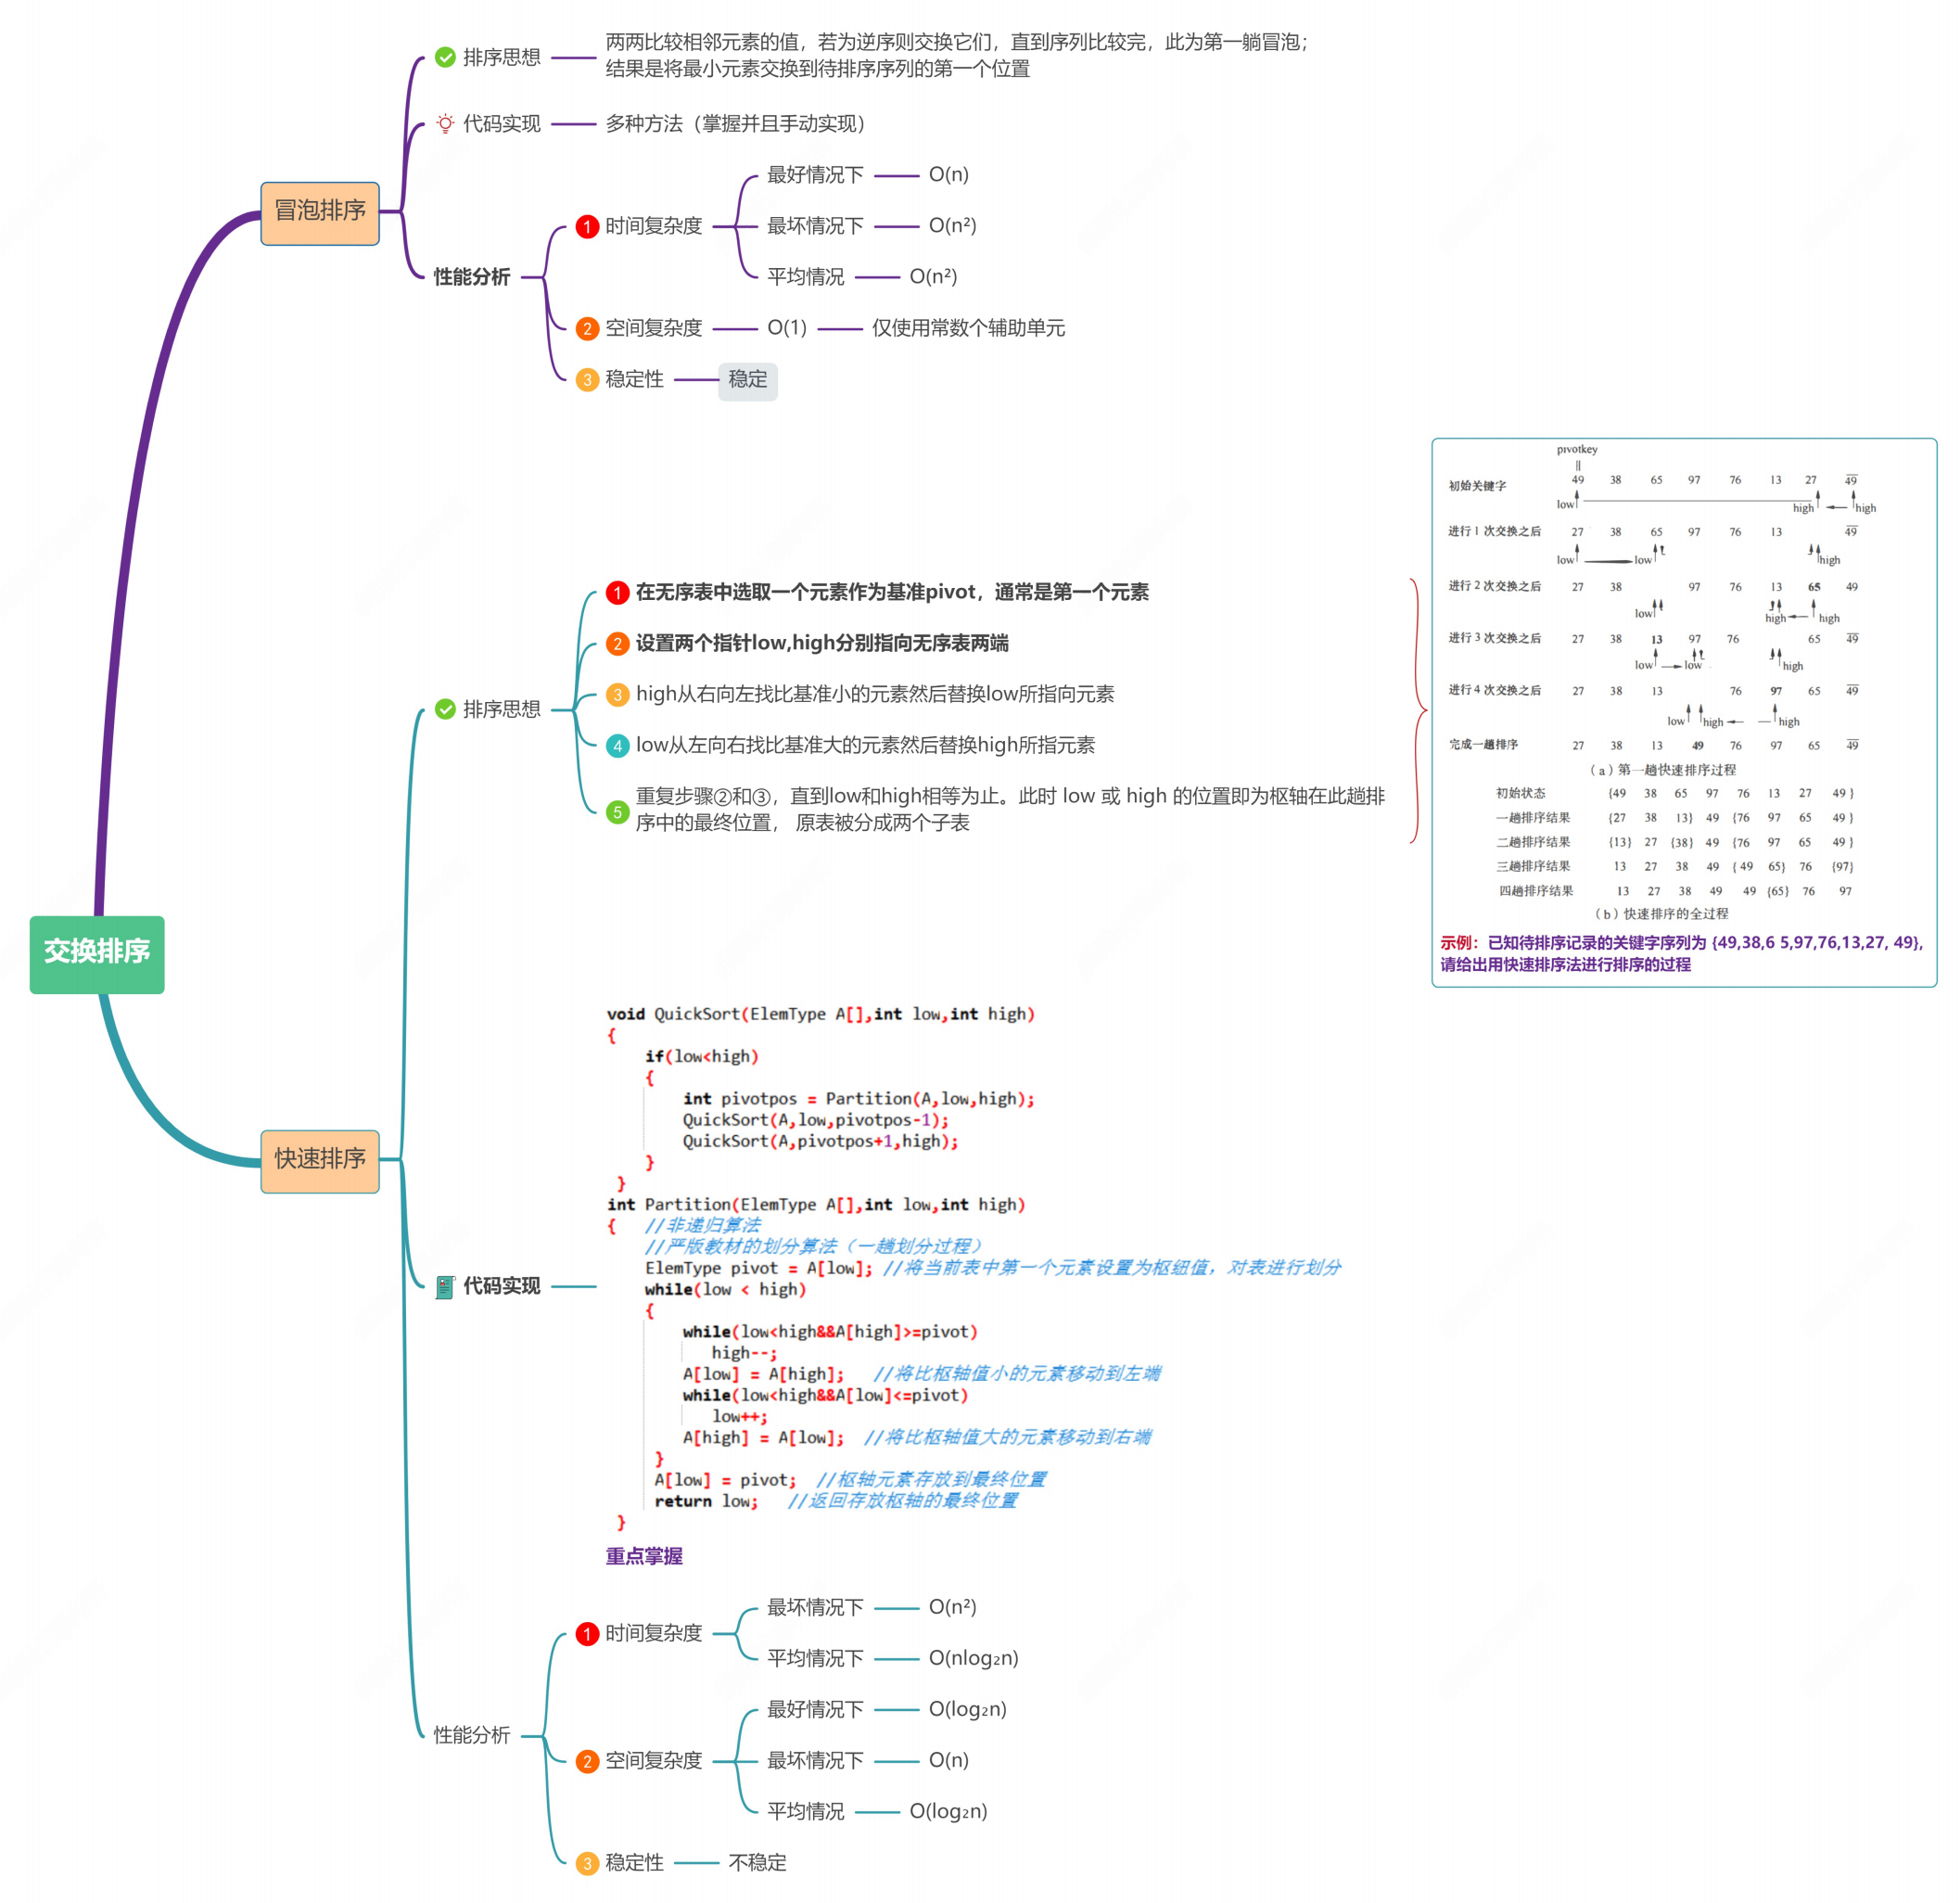 交换排序
冒泡排序
排序思想
两两比较相邻元素的值，若为逆序则交换它们，直到序列比较完，此为第一躺冒泡；
结果是将最小元素交换到待排序序列的第一个位置
代码实现
多种方法（掌握并且手动实现）
性能分析
1 时间复杂度
最好情况下 O(n)
最坏情况下 O(n²)
平均情况 O(n²)
2 空间复杂度 O(1) 仅使用常数个辅助单元
3 稳定性 稳定
快速排序
排序思想
1 在无序表中选取一个元素作为基准pivot，通常是第一个元素
2 设置两个指针low,high分别指向无序表两端
3 high从右向左找比基准小的元素然后替换low所指向元素
4 low从左向右找比基准大的元素然后替换high所指元素
5 重复步骤②和③，直到low和high相等为止。此时 low 或 high 的位置即为枢轴在此趟排
序中的最终位置， 原表被分成两个子表
pivotkey
初始关键字 49 38 65 97 76 13 27 49
low high high
进行1次交换之后 27 38 65 97 76 13 49
low low high
进行2次交换之后 27 38 97 76 13 65 49
low high high
进行3次交换之后 27 38 13 97 76 65 49
low low high
进行4次交换之后 27 38 13 76 97 65 49
low high high
完成一趟排序 27 38 13 49 76 97 65 49
（a）第一趟快速排序过程
初始状态 {49 38 65 97 76 13 27 49 }
一趟排序结果 {27 38 13} 49 {76 97 65 49 }
二趟排序结果 {13} 27 {38} 49 {76 97 65 49 }
三趟排序结果 13 27 38 49 { 49 65} 76 {97}
四趟排序结果 13 27 38 49 49 {65} 76 97
（b）快速排序的全过程
示例：已知待排序记录的关键字序列为 {49,38,6 5,97,76,13,27, 49},
请给出用快速排序法进行排序的过程
代码实现
void QuickSort(ElemType A[],int low,int high)
{
if(low<high)
{
int pivotpos = Partition(A,low,high);
QuickSort(A,low,pivotpos-1);
QuickSort(A,pivotpos+1,high);
}
}
int Partition(ElemType A[],int low,int high)
{ //非递归算法
//严版教材的划分算法（一趟划分过程）
ElemType pivot = A[low]; //将当前表中第一个元素设置为枢纽值，对表进行划分
while(low < high)
{
while(low<high&&A[high]>=pivot)
high--;
A[low] = A[high]; //将比枢轴值小的元素移动到左端
while(low<high&&A[low]<=pivot)
low++;
A[high] = A[low]; //将比枢轴值大的元素移动到右端
}
A[low] = pivot; //枢轴元素存放到最终位置
return low; //返回存放枢轴的最终位置
}
重点掌握
性能分析
1 时间复杂度
最坏情况下 O(n²)
平均情况下 O(nlog₂n)
2 空间复杂度
最好情况下 O(log₂n)
最坏情况下 O(n)
平均情况 O(log₂n)
3 稳定性 不稳定